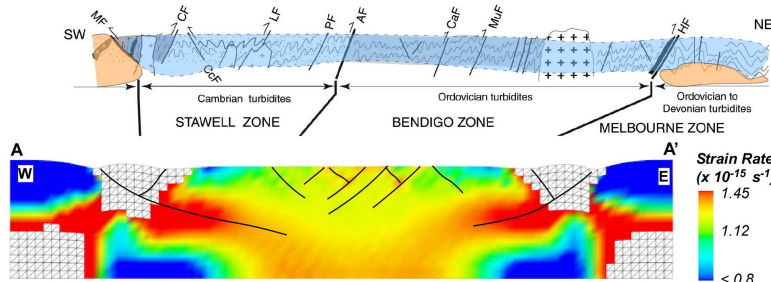 SW MF CF LF PF AF CaF MuF HF NE
CcF
Cambrian turbidites Ordovician turbidites Ordovician to
Devonian turbidites
STAWELL ZONE BENDIGO ZONE MELBOURNE ZONE
A A'
W E
Strain Rate
(x 10-15 s-1)
1.45
1.12
< 0.8